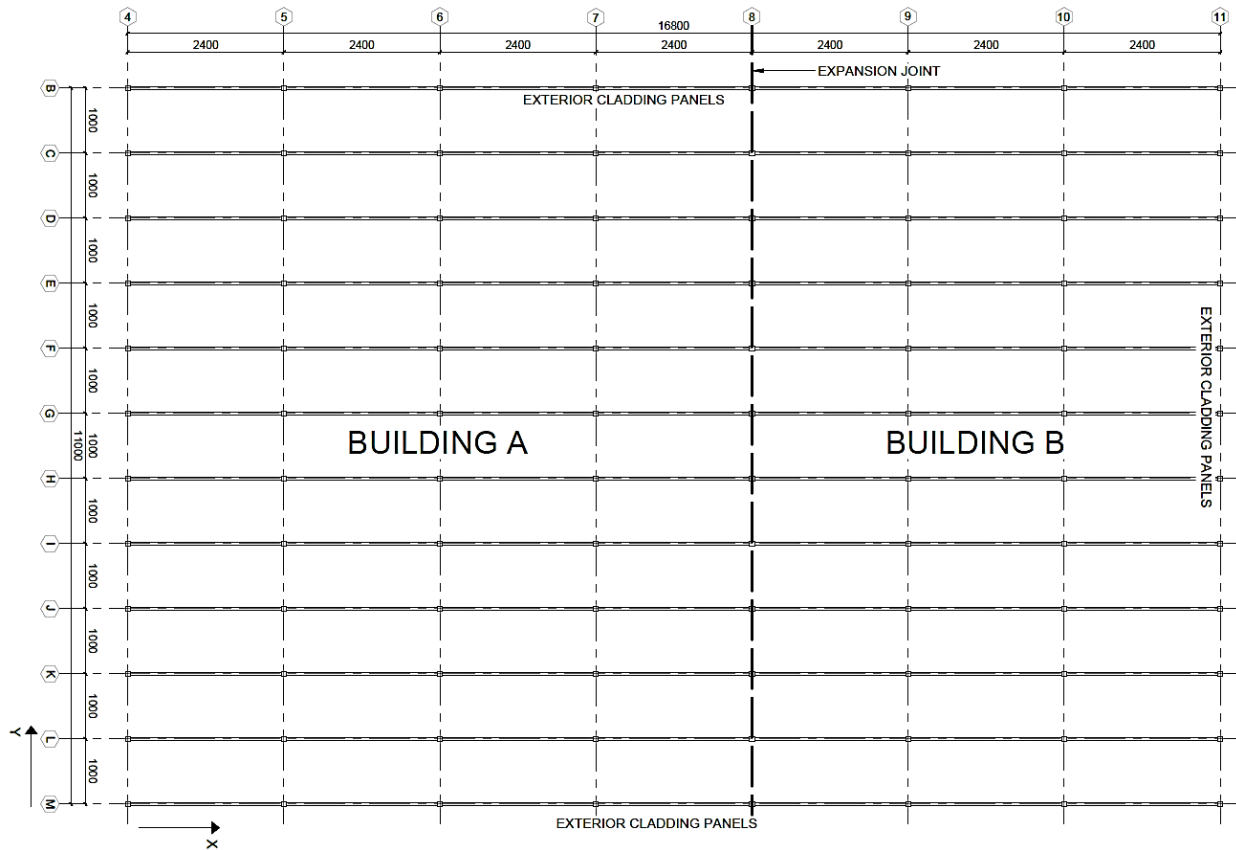 4 5 6 7 8 9 10 11
16800
2400 2400 2400 2400 2400 2400 2400
EXPANSION JOINT
B
EXTERIOR CLADDING PANELS
1000
C
1000
D
1000
E
1000
F
1000
G
11000
1000
BUILDING A
BUILDING B
EXTERIOR CLADDING PANELS
H
1000
I
1000
J
1000
K
1000
L
1000
M
Y
X
EXTERIOR CLADDING PANELS